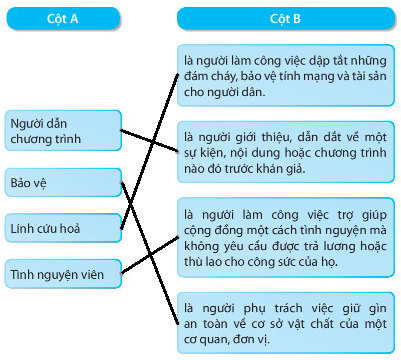 Cột A
Cột B
là người làm công việc dập tắt những
đám cháy, bảo vệ tính mạng và tài sản
cho người dân.
Người dẫn
chương trình
là người giới thiệu, dẫn dắt về một
sự kiện, nội dung hoặc chương trình
nào đó trước khán giả.
Bảo vệ
Lính cứu hoả
là người làm công việc trợ giúp
cộng đồng một cách tình nguyện mà
không yêu cầu được trả lương hoặc
thù lao cho công sức của họ.
Tình nguyện viên
là người phụ trách việc giữ gìn
an toàn về cơ sở vật chất của một
cơ quan, đơn vị.